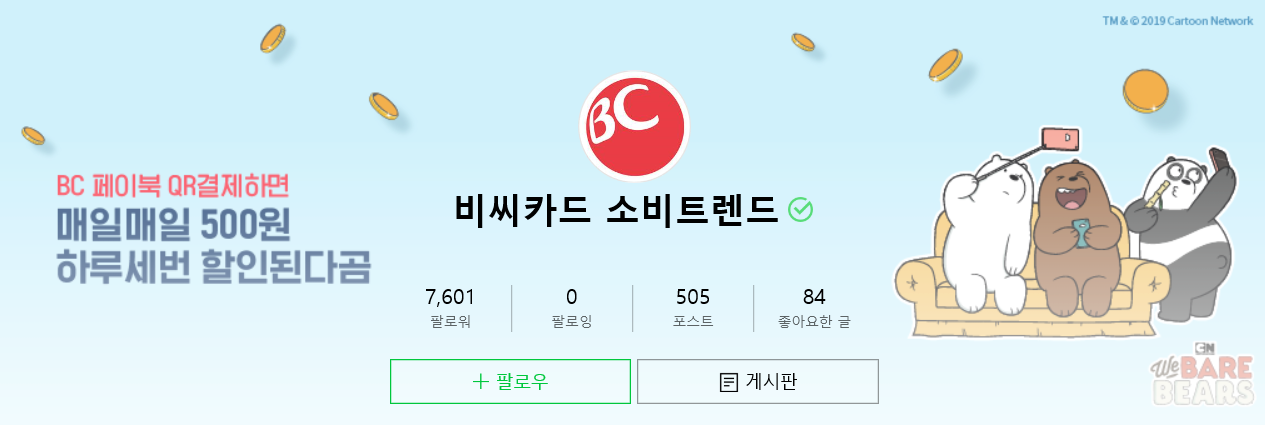 TM & © 2019 Cartoon Network
BC
BC 페이북 QR결제하면
매일매일 500원
하루세번 할인된다곰
비씨카드 소비트렌드
7,601
팔로워
0
팔로잉
505
포스트
84
좋아요한 글
+ 팔로우
게시판
CN
We BARE
BEARS